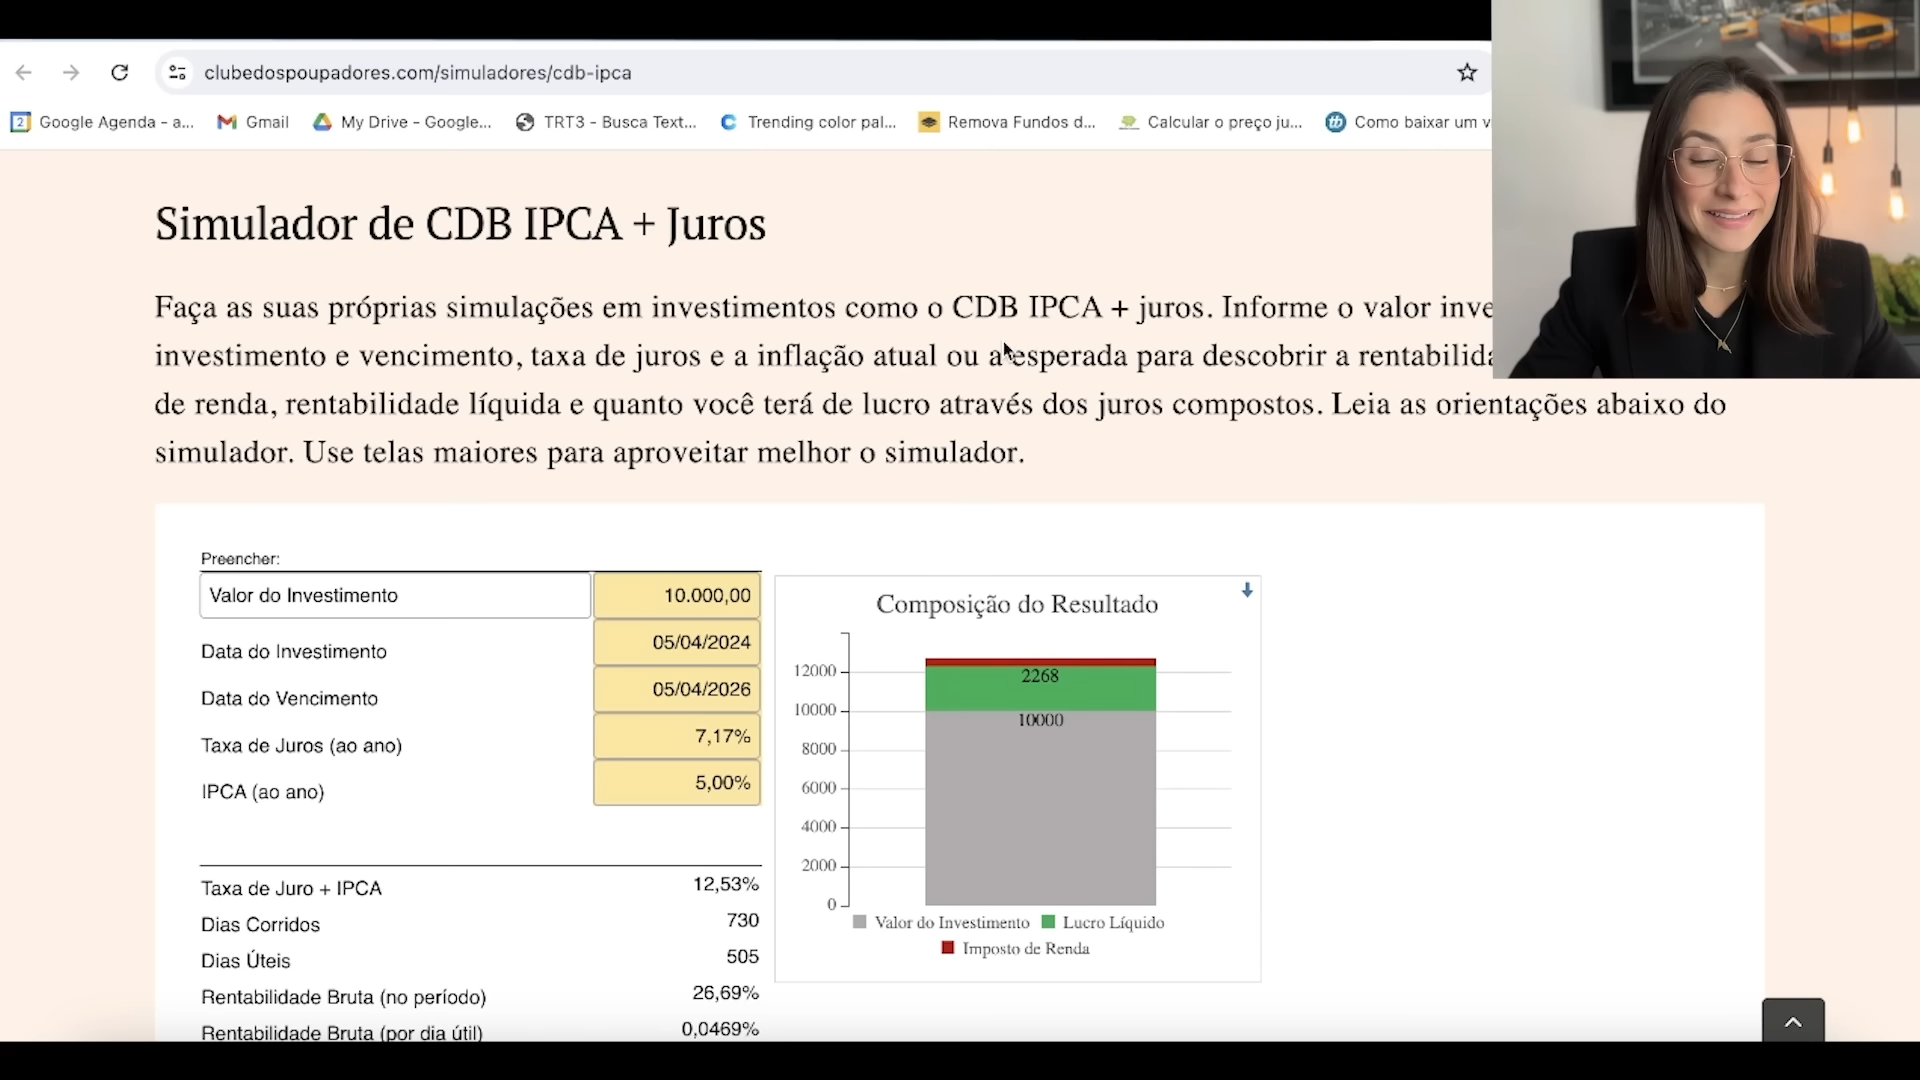 clubedospoupadores.com/simuladores/cdb-ipca
2 Google Agenda - a... Gmail My Drive - Google... TRT3 - Busca Text... Trending color pal... Remova Fundos d... Calcular o preço ju... tb Como baixar um v
Simulador de CDB IPCA + Juros
Faça as suas próprias simulações em investimentos como o CDB IPCA + juros. Informe o valor inve
investimento e vencimento, taxa de juros e a inflação atual ou a esperada para descobrir a rentabilida
de renda, rentabilidade líquida e quanto você terá de lucro através dos juros compostos. Leia as orientações abaixo do
simulador. Use telas maiores para aproveitar melhor o simulador.
Preencher:
Valor do Investimento 10.000,00
Data do Investimento 05/04/2024
Data do Vencimento 05/04/2026
Taxa de Juros (ao ano) 7,17%
IPCA (ao ano) 5,00%
Taxa de Juro + IPCA 12,53%
Dias Corridos 730
Dias Úteis 505
Rentabilidade Bruta (no período) 26,69%
Rentabilidade Bruta (por dia útil) 0,0469%
Composição do Resultado
12000
10000
8000
6000
4000
2000
0
2268
10000
Valor do Investimento Lucro Líquido
Imposto de Renda